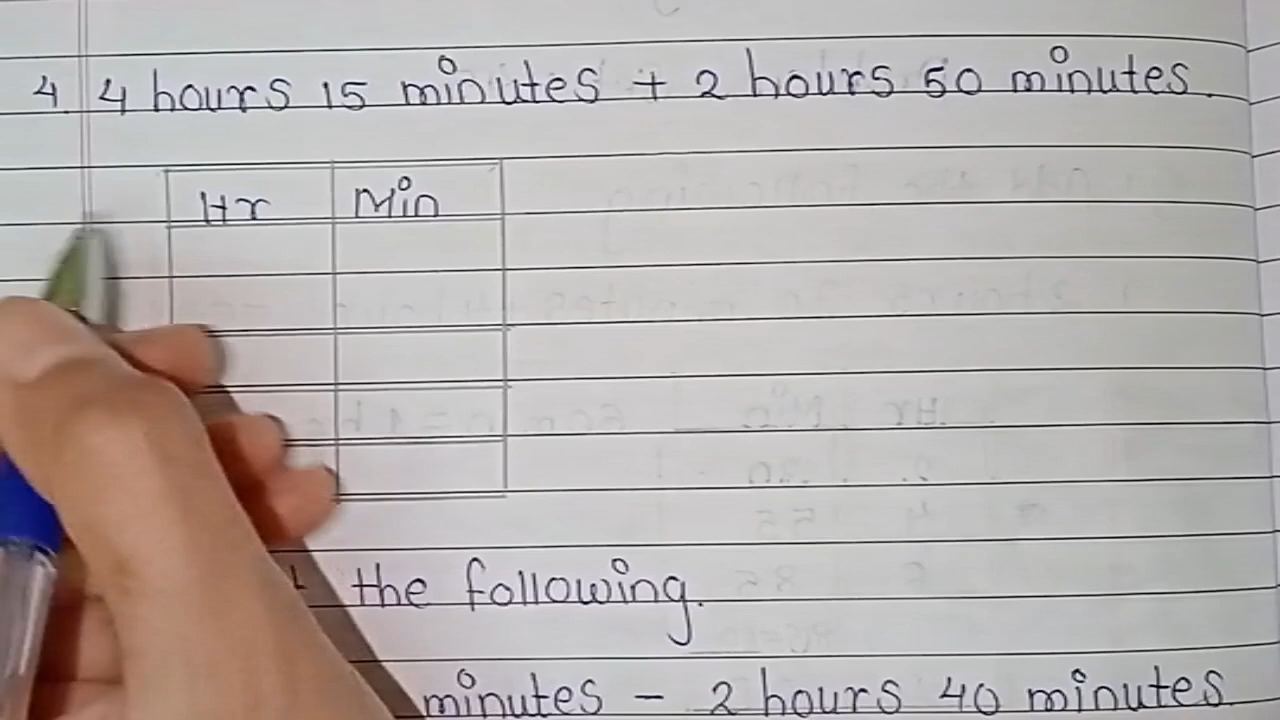 4 4 hours 15 minutes + 2 hours 50 minutes.
Hr Min
the following.
minutes - 2 hours 40 minutes.